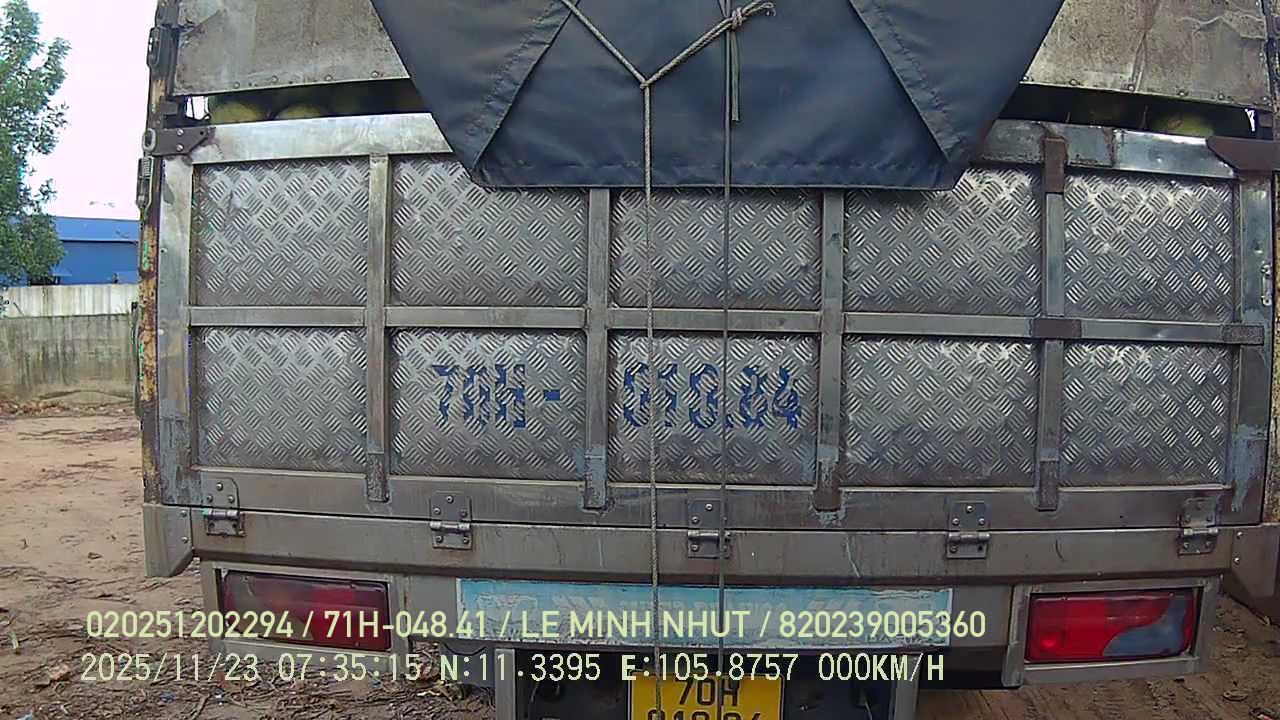 70H- 010.84
020251202294 / 71H-048.41 / LE MINH NHUT / 820239005360
2025/11/23 07:35:15 N:11.3395 E:105.8757 000KM/H
70H